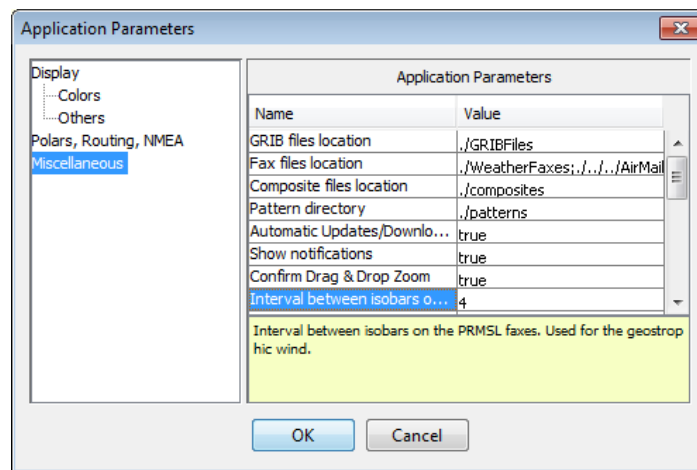 Application Parameters
Display
Colors
Others
Polars, Routing, NMEA
Miscellaneous
Application Parameters
Name Value
GRIB files location ./GRIBFiles
Fax files location ./WeatherFaxes;./../../AirMail
Composite files location ./composites
Pattern directory ./patterns
Automatic Updates/Downlo... true
Show notifications true
Confirm Drag & Drop Zoom true
Interval between isobars o... 4
Interval between isobars on the PRMSL faxes. Used for the geostrop
hic wind.
OK Cancel